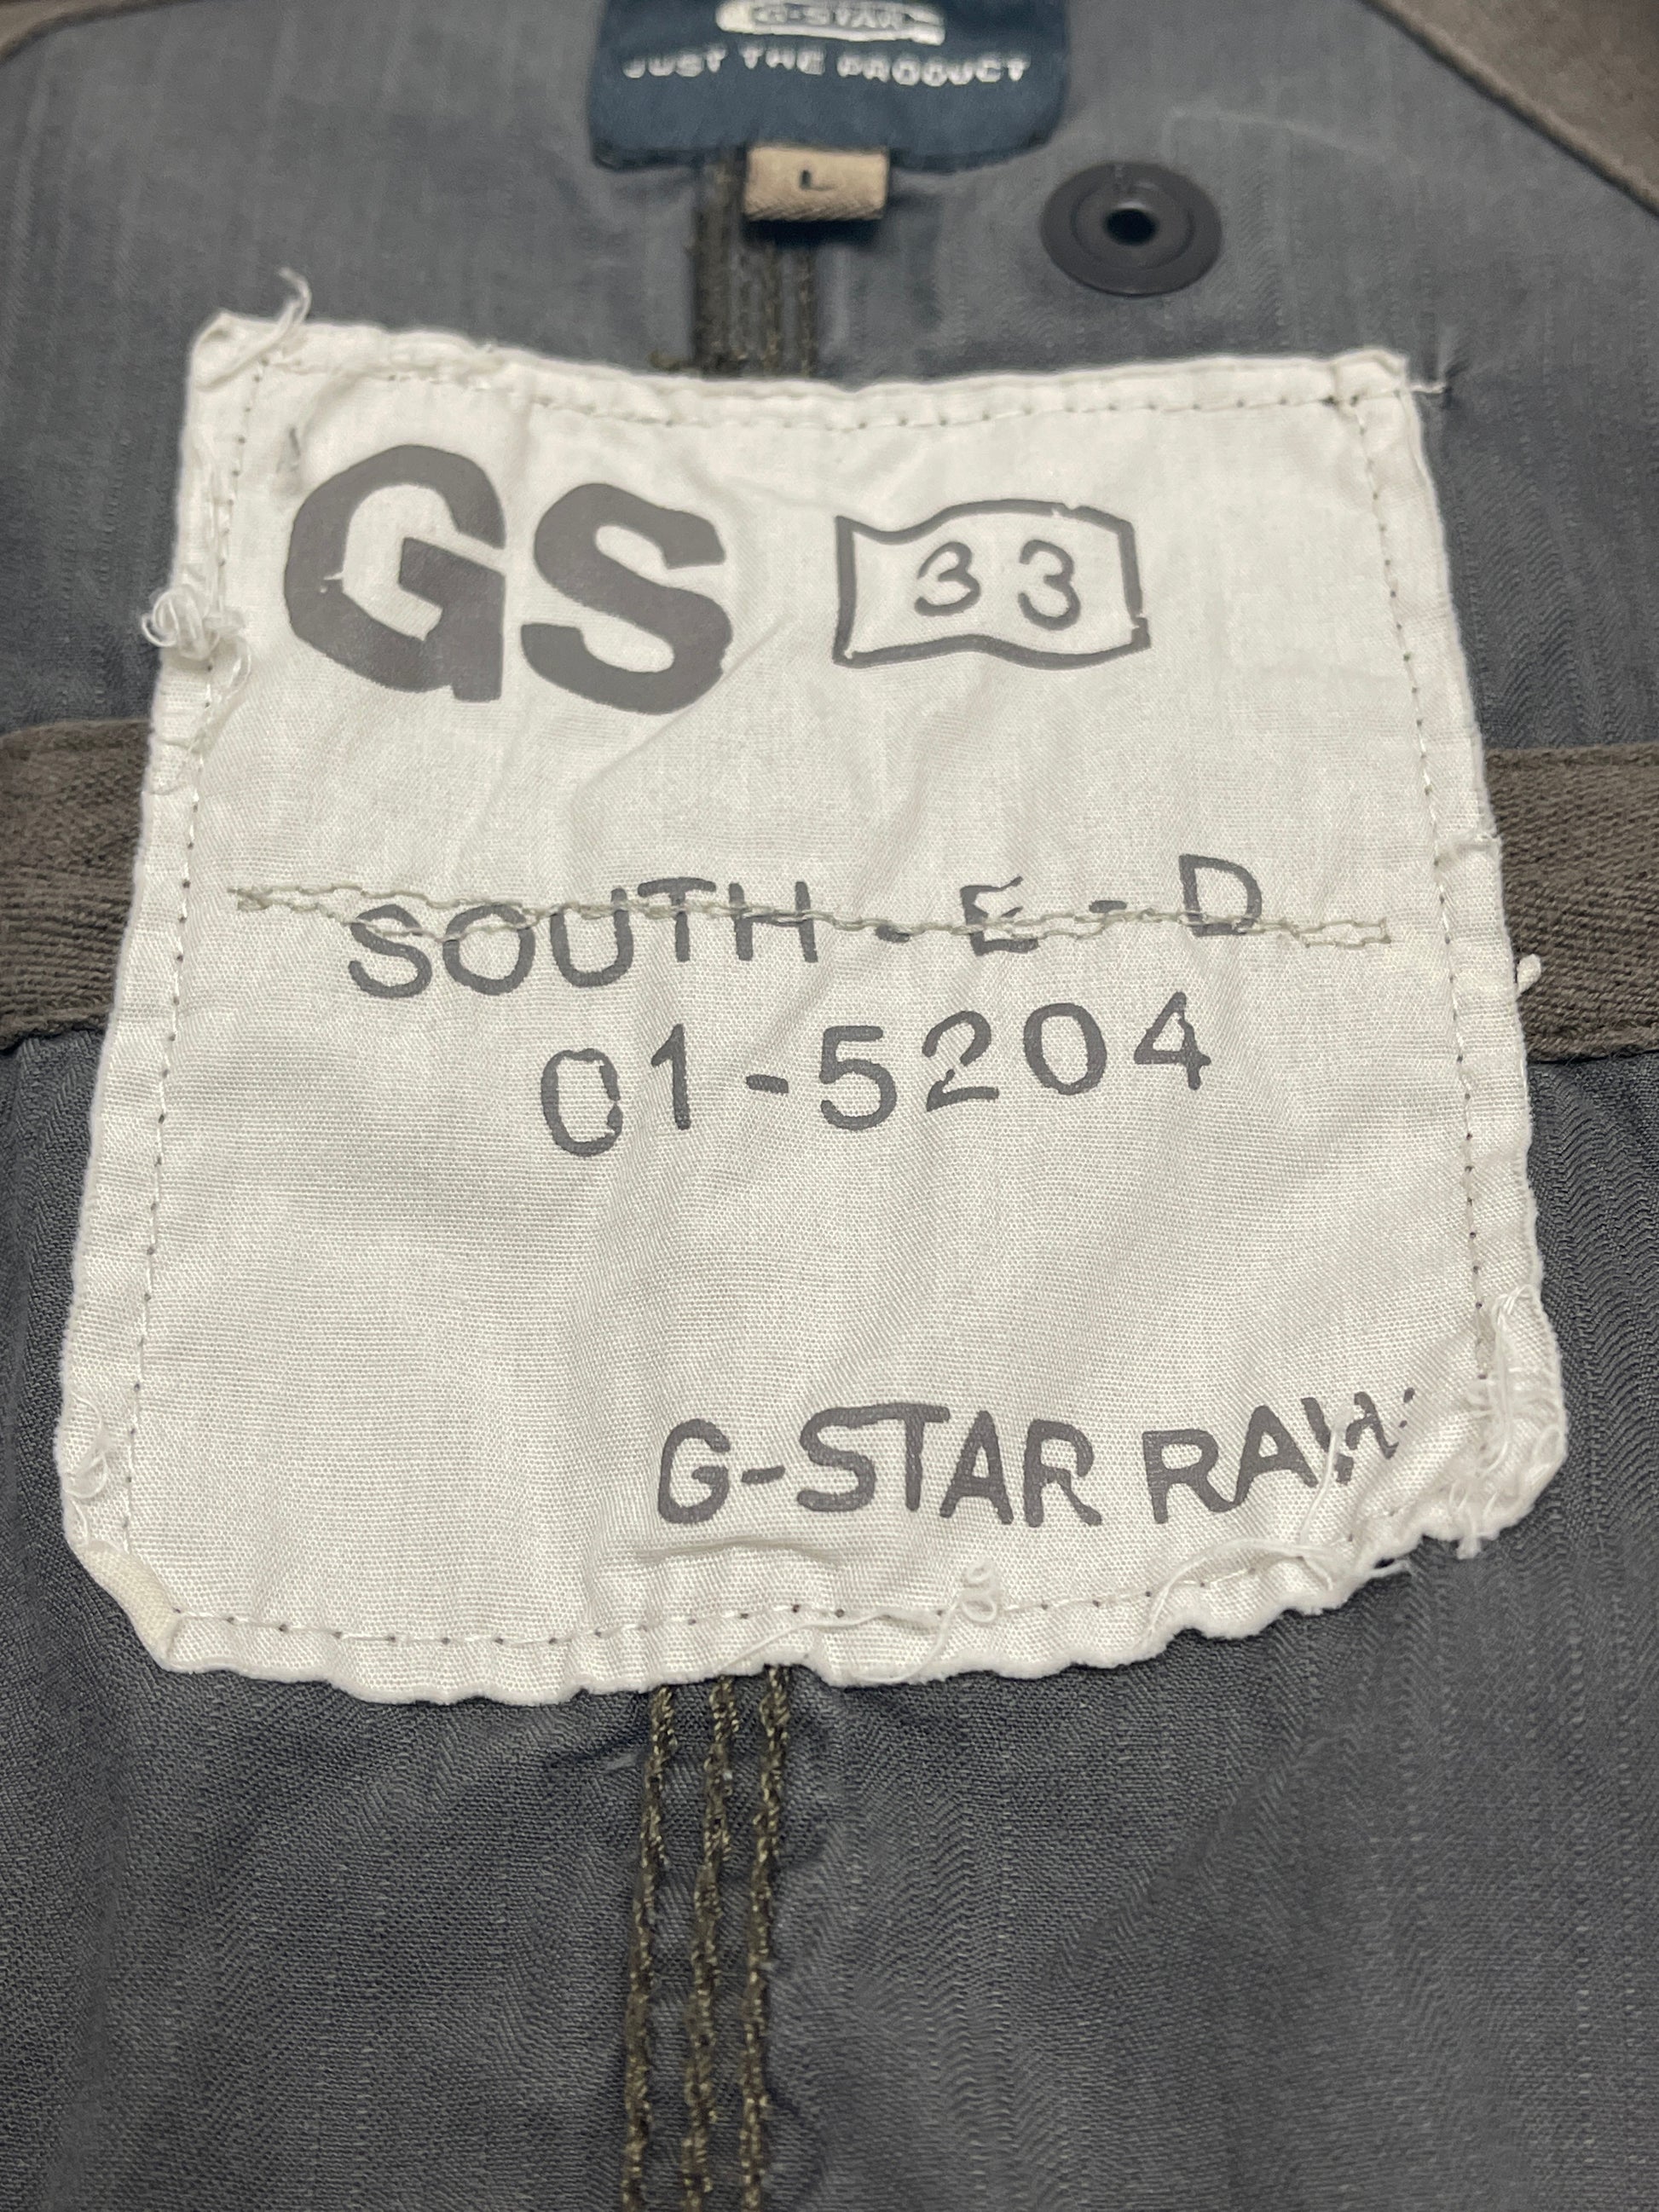 G-STAR
JUST THE PRODUCT
L
GS 33
SOUTH - E - D
01-5204
G-STAR RAW